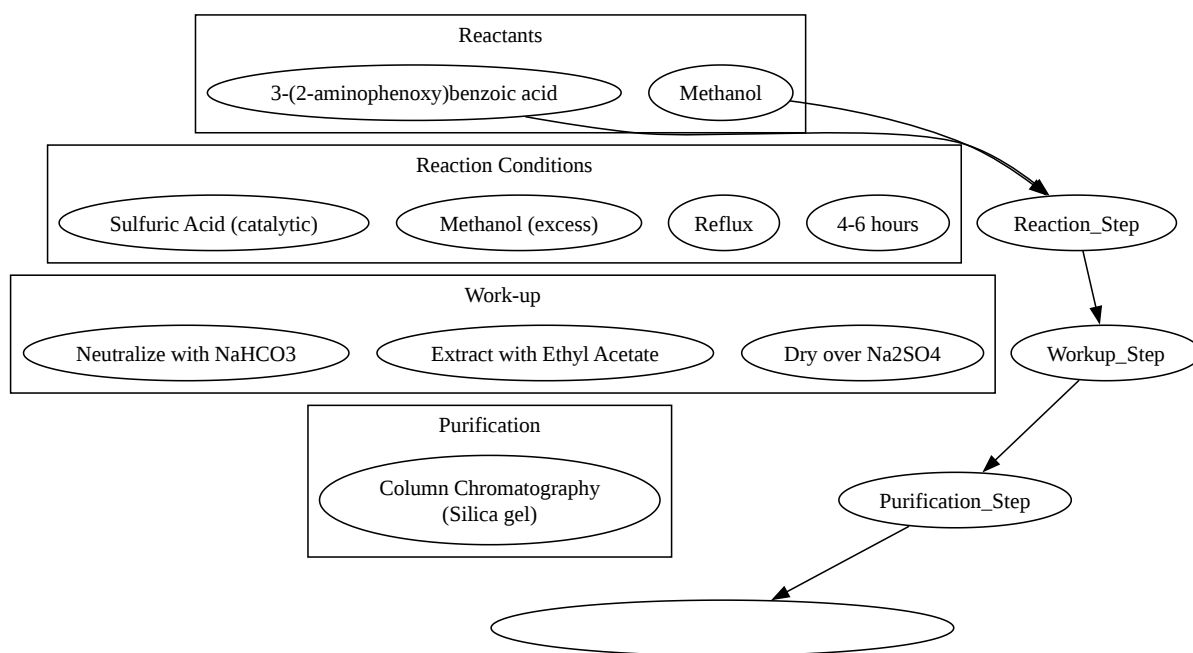 Reactants
3-(2-aminophenoxy)benzoic acid
Methanol
Reaction Conditions
Sulfuric Acid (catalytic)
Methanol (excess)
Reflux
4-6 hours
Reaction_Step
Work-up
Neutralize with NaHCO3
Extract with Ethyl Acetate
Dry over Na2SO4
Workup_Step
Purification
Column Chromatography
(Silica gel)
Purification_Step